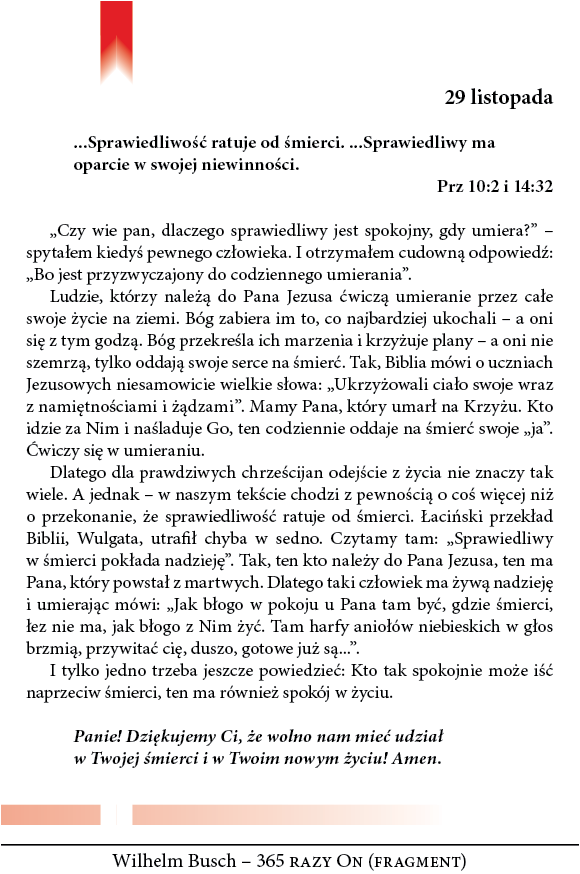 29 listopada
...Sprawiedliwość ratuje od śmierci. ...Sprawiedliwy ma
oparcie w swojej niewinności.
Prz 10:2 i 14:32
„Czy wie pan, dlaczego sprawiedliwy jest spokojny, gdy umiera?” –
spytałem kiedyś pewnego człowieka. I otrzymałem cudowną odpowiedź:
„Bo jest przyzwyczajony do codziennego umierania”.
Ludzie, którzy należą do Pana Jezusa ćwiczą umieranie przez całe
swoje życie na ziemi. Bóg zabiera im to, co najbardziej ukochali – a oni
się z tym godzą. Bóg przekreśla ich marzenia i krzyżuje plany – a oni nie
szemrzą, tylko oddają swoje serce na śmierć. Tak, Biblia mówi o uczniach
Jezusowych niesamowicie wielkie słowa: „Ukrzyżowali ciało swoje wraz
z namiętnościami i żądzami”. Mamy Pana, który umarł na Krzyżu. Kto
idzie za Nim i naśladuje Go, ten codziennie oddaje na śmierć swoje „ja”.
Ćwiczy się w umieraniu.
Dlatego dla prawdziwych chrześcijan odejście z życia nie znaczy tak
wiele. A jednak – w naszym tekście chodzi z pewnością o coś więcej niż
o przekonanie, że sprawiedliwość ratuje od śmierci. Łaciński przekład
Biblii, Wulgata, utrafił chyba w sedno. Czytamy tam: „Sprawiedliwy
w śmierci pokłada nadzieję”. Tak, ten kto należy do Pana Jezusa, ten ma
Pana, który powstał z martwych. Dlatego taki człowiek ma żywą nadzieję
i umierając mówi: „Jak błogo w pokoju u Pana tam być, gdzie śmierci,
łez nie ma, jak błogo z Nim żyć. Tam harfy aniołów niebieskich w głos
brzmią, przywitać cię, duszo, gotowe już są...”.
I tylko jedno trzeba jeszcze powiedzieć: Kto tak spokojnie może iść
naprzeciw śmierci, ten ma również spokój w życiu.
Panie! Dziękujemy Ci, że wolno nam mieć udział
w Twojej śmierci i w Twoim nowym życiu! Amen.
Wilhelm Busch – 365 RAZY ON (FRAGMENT)